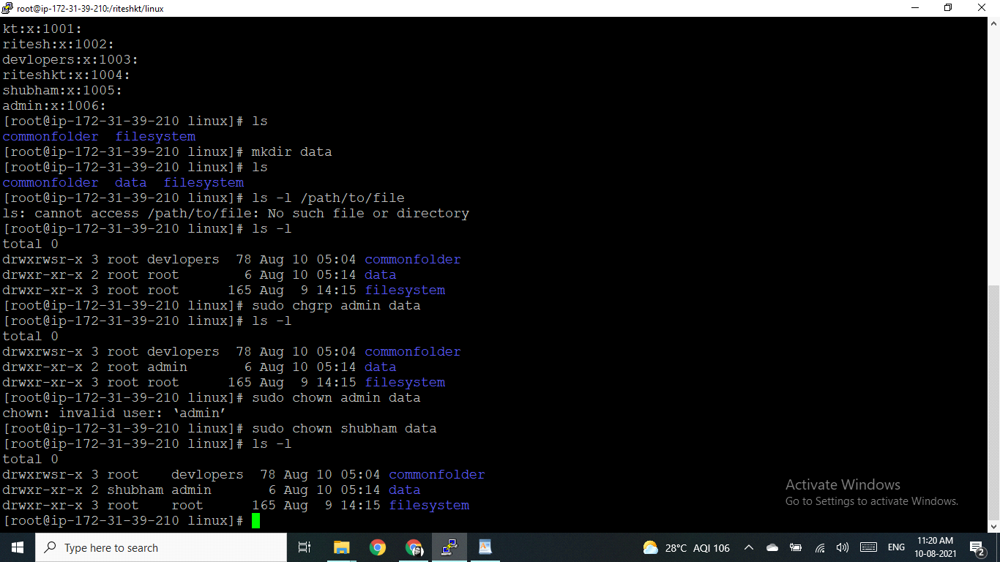 root@ip-172-31-39-210:/riteshkt/linux
kt:x:1001:
ritesh:x:1002:
devlopers:x:1003:
riteshkt:x:1004:
shubham:x:1005:
admin:x:1006:
[root@ip-172-31-39-210 linux]# ls
commonfolder  filesystem
[root@ip-172-31-39-210 linux]# mkdir data
[root@ip-172-31-39-210 linux]# ls
commonfolder  data  filesystem
[root@ip-172-31-39-210 linux]# ls -l /path/to/file
ls: cannot access /path/to/file: No such file or directory
[root@ip-172-31-39-210 linux]# ls -l
total 0
drwxrwsr-x 3 root devlopers  78 Aug 10 05:04 commonfolder
drwxr-xr-x 2 root root        6 Aug 10 05:14 data
drwxr-xr-x 3 root root      165 Aug  9 14:15 filesystem
[root@ip-172-31-39-210 linux]# sudo chgrp admin data
[root@ip-172-31-39-210 linux]# ls -l
total 0
drwxrwsr-x 3 root devlopers  78 Aug 10 05:04 commonfolder
drwxr-xr-x 2 root admin       6 Aug 10 05:14 data
drwxr-xr-x 3 root root      165 Aug  9 14:15 filesystem
[root@ip-172-31-39-210 linux]# sudo chown admin data
chown: invalid user: ‘admin’
[root@ip-172-31-39-210 linux]# sudo chown shubham data
[root@ip-172-31-39-210 linux]# ls -l
total 0
drwxrwsr-x 3 root    devlopers  78 Aug 10 05:04 commonfolder
drwxr-xr-x 2 shubham admin       6 Aug 10 05:14 data
drwxr-xr-x 3 root    root      165 Aug  9 14:15 filesystem
[root@ip-172-31-39-210 linux]#
Activate Windows
Go to Settings to activate Windows.
Type here to search
28°C AQI 106
ENG
11:20 AM
10-08-2021
2